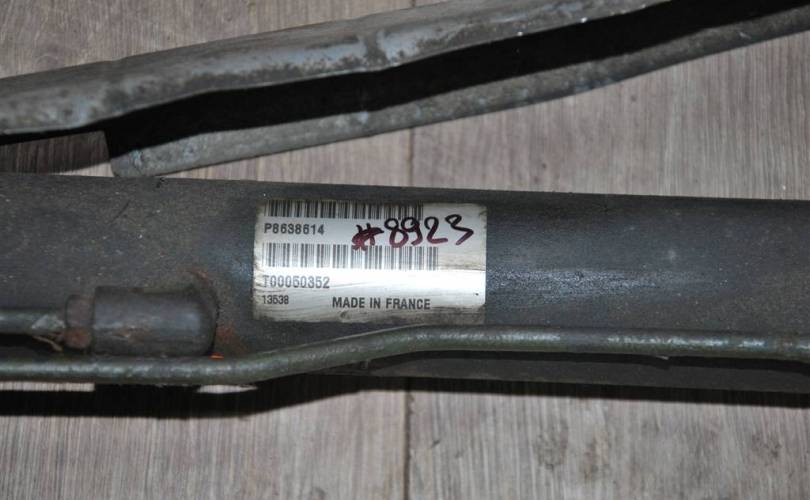 P8638614
#8923
T00050352
13538 MADE IN FRANCE